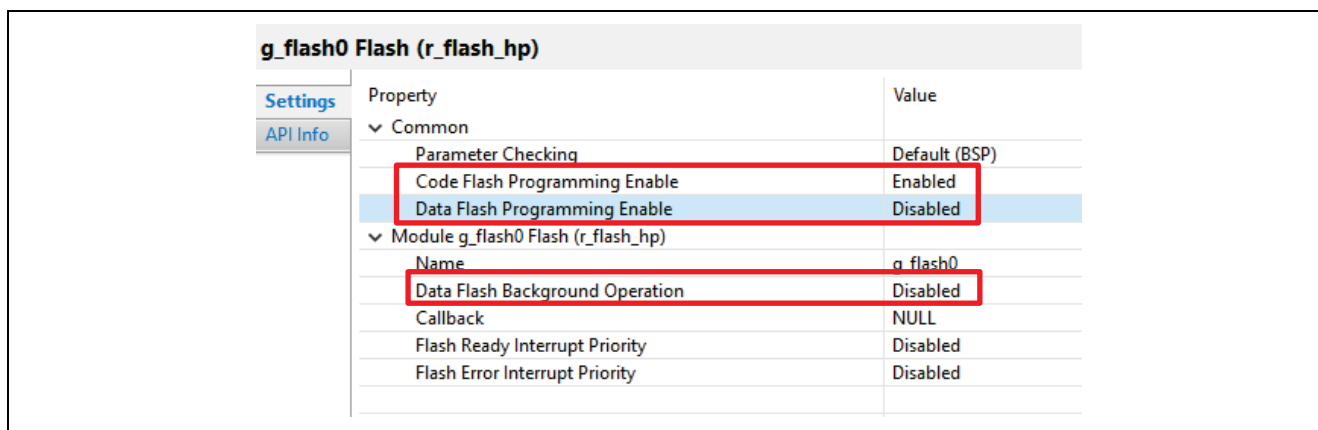 g_flash0 Flash (r_flash_hp)
Settings
API Info
Property Value
Common
Parameter Checking Default (BSP)
Code Flash Programming Enable Enabled
Data Flash Programming Enable Disabled
Module g_flash0 Flash (r_flash_hp)
Name g_flash0
Data Flash Background Operation Disabled
Callback NULL
Flash Ready Interrupt Priority Disabled
Flash Error Interrupt Priority Disabled